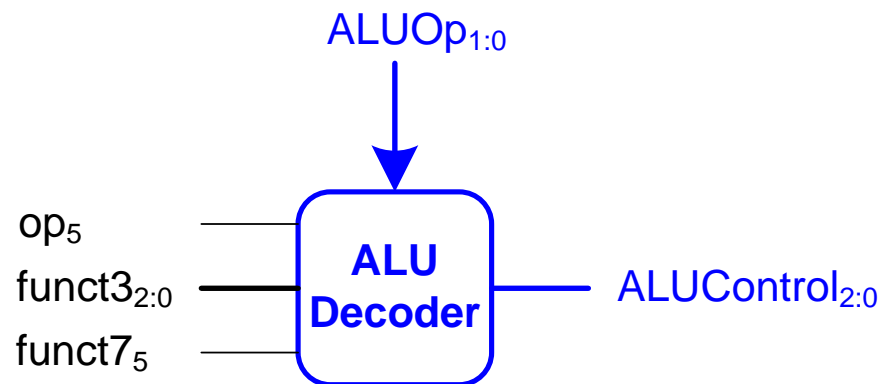 ALUOp1:0
op5
funct32:0
funct75
ALU
Decoder
ALUControl2:0